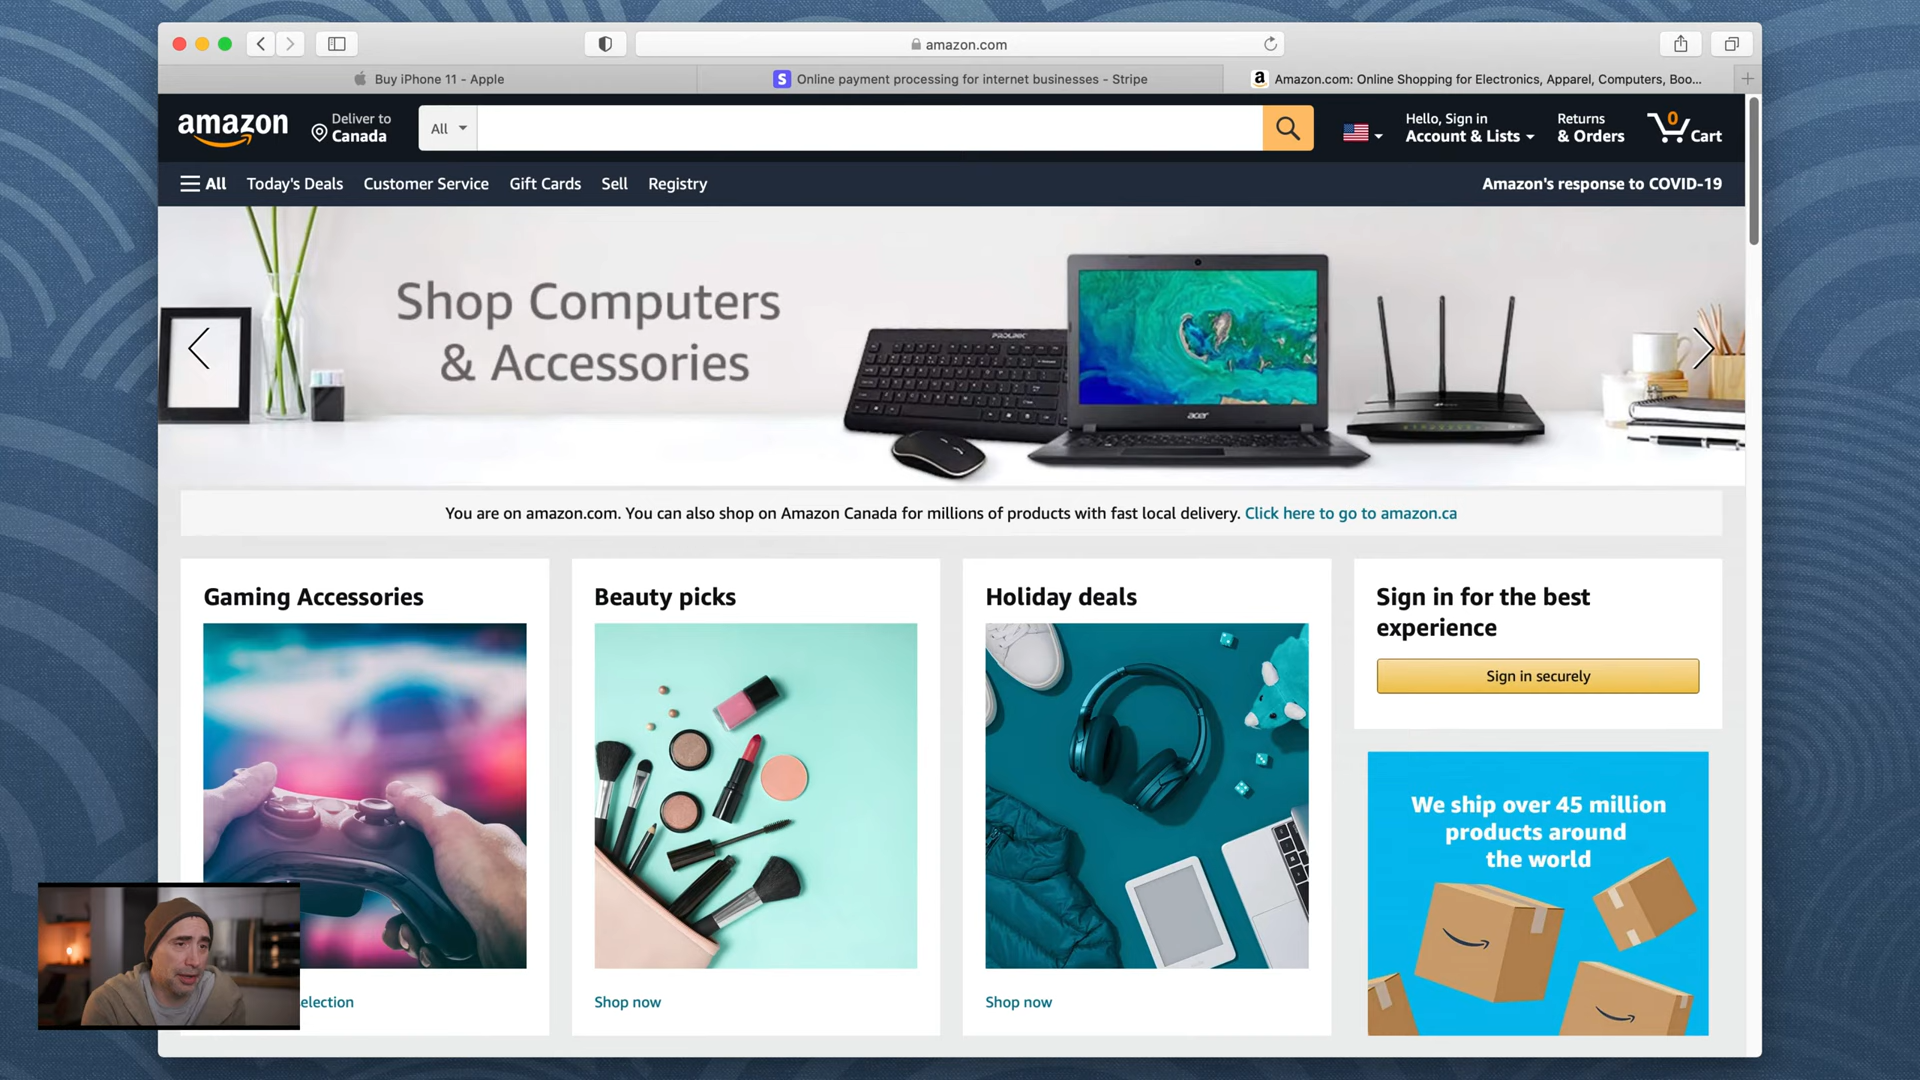 amazon.com
Buy iPhone 11 - Apple
S
Online payment processing for internet businesses - Stripe
a
Amazon.com: Online Shopping for Electronics, Apparel, Computers, Boo...
amazon
Deliver to
Canada
All
Hello, Sign in
Account & Lists
Returns
& Orders
0
Cart
All
Today's Deals
Customer Service
Gift Cards
Sell
Registry
Amazon's response to COVID-19
Shop Computers
& Accessories
PROLINK
acer
You are on amazon.com. You can also shop on Amazon Canada for millions of products with fast local delivery. Click here to go to amazon.ca
Gaming Accessories
Beauty picks
Holiday deals
Sign in for the best
experience
Sign in securely
We ship over 45 million
products around
the world
election
Shop now
Shop now